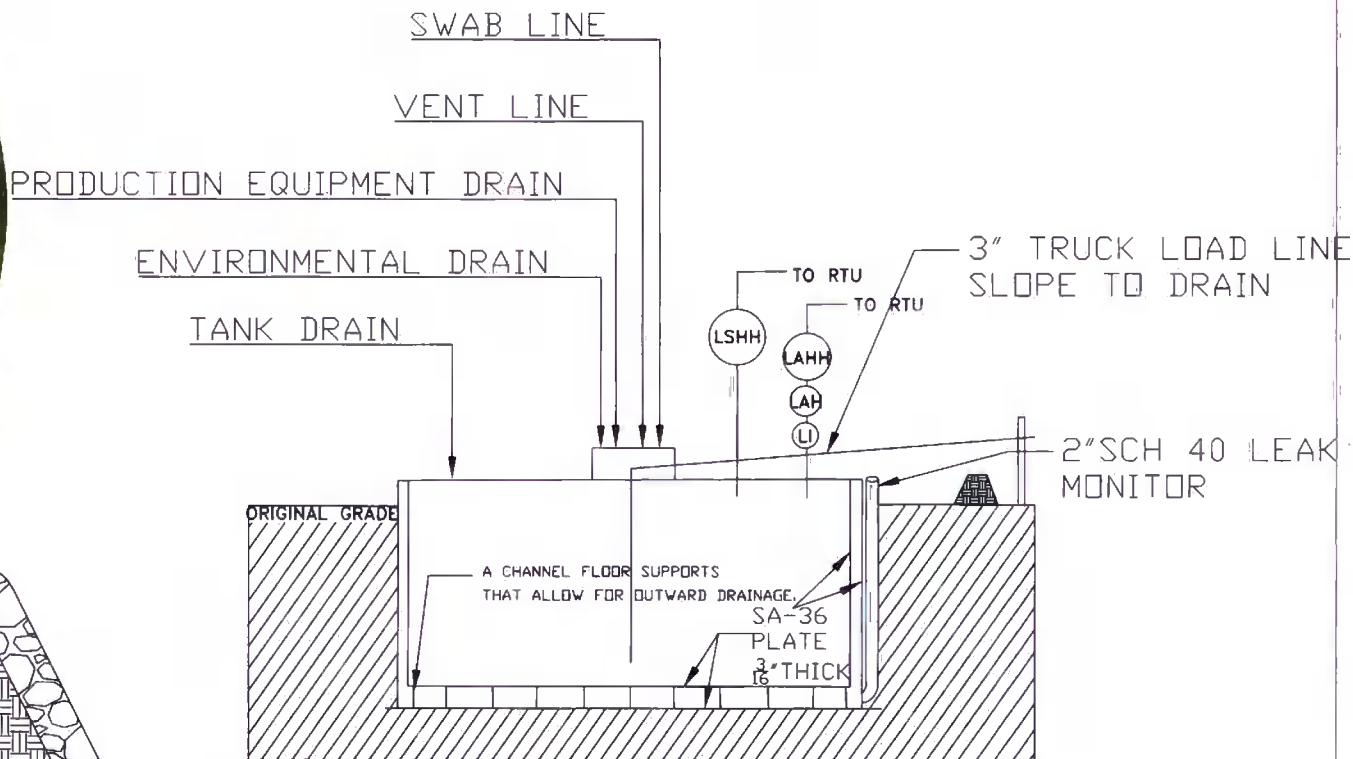 SWAB LINE
VENT LINE
PRODUCTION EQUIPMENT DRAIN
ENVIRONMENTAL DRAIN
TANK DRAIN
TO RTU
TO RTU
3" TRUCK LOAD LINE
SLOPE TO DRAIN
LSHH
LAHH
LAH
LI
2"SCH 40 LEAK
MONITOR
ORIGINAL GRADE
A CHANNEL FLOOR SUPPORTS
THAT ALLOW FOR OUTWARD DRAINAGE.
SA-36
PLATE
3/16" THICK